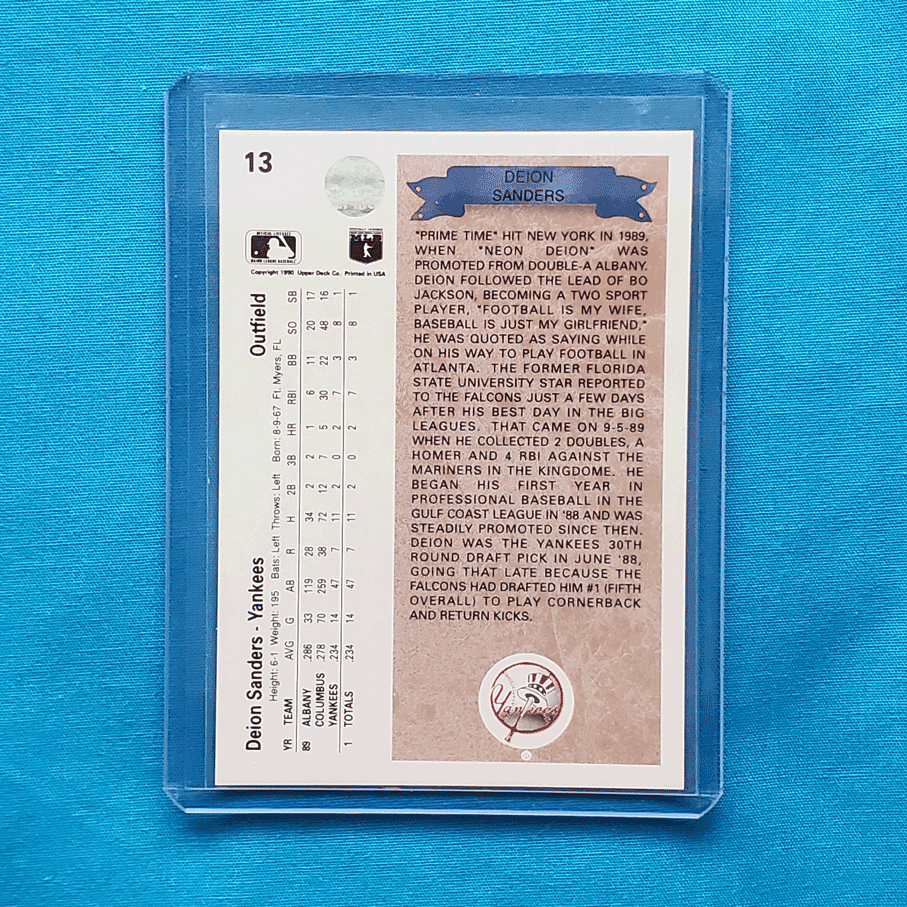 13
OFFICIAL LICENSEE
MAJOR LEAGUE BASEBALL
Copyright 1990 Upper Deck Co. Printed in USA
Deion Sanders - Yankees Outfield
Height: 6-1 Weight: 195 Bats: Left Throws: Left Born: 8-9-67 Ft. Myers, FL
YR TEAM AVG G AB R H 2B 3B HR RBI BB SO SB
89 ALBANY .286 33 119 28 34 2 2 1 6 11 20 17
COLUMBUS .278 70 259 38 72 12 7 5 30 22 48 16
YANKEES .234 14 47 7 11 2 0 2 7 3 8 1
1 TOTALS .234 14 47 7 11 2 0 2 7 3 8 1
DEION
SANDERS
"PRIME TIME" HIT NEW YORK IN 1989,
WHEN "NEON DEION" WAS
PROMOTED FROM DOUBLE-A ALBANY.
DEION FOLLOWED THE LEAD OF BO
JACKSON, BECOMING A TWO SPORT
PLAYER, "FOOTBALL IS MY WIFE,
BASEBALL IS JUST MY GIRLFRIEND,"
HE WAS QUOTED AS SAYING WHILE
ON HIS WAY TO PLAY FOOTBALL IN
ATLANTA. THE FORMER FLORIDA
STATE UNIVERSITY STAR REPORTED
TO THE FALCONS JUST A FEW DAYS
AFTER HIS BEST DAY IN THE BIG
LEAGUES. THAT CAME ON 9-5-89
WHEN HE COLLECTED 2 DOUBLES, A
HOMER AND 4 RBI AGAINST THE
MARINERS IN THE KINGDOME. HE
BEGAN HIS FIRST YEAR IN
PROFESSIONAL BASEBALL IN THE
GULF COAST LEAGUE IN '88 AND WAS
STEADILY PROMOTED SINCE THEN.
DEION WAS THE YANKEES 30TH
ROUND DRAFT PICK IN JUNE '88,
GOING THAT LATE BECAUSE THE
FALCONS HAD DRAFTED HIM #1 (FIFTH
OVERALL) TO PLAY CORNERBACK
AND RETURN KICKS.
Yankees